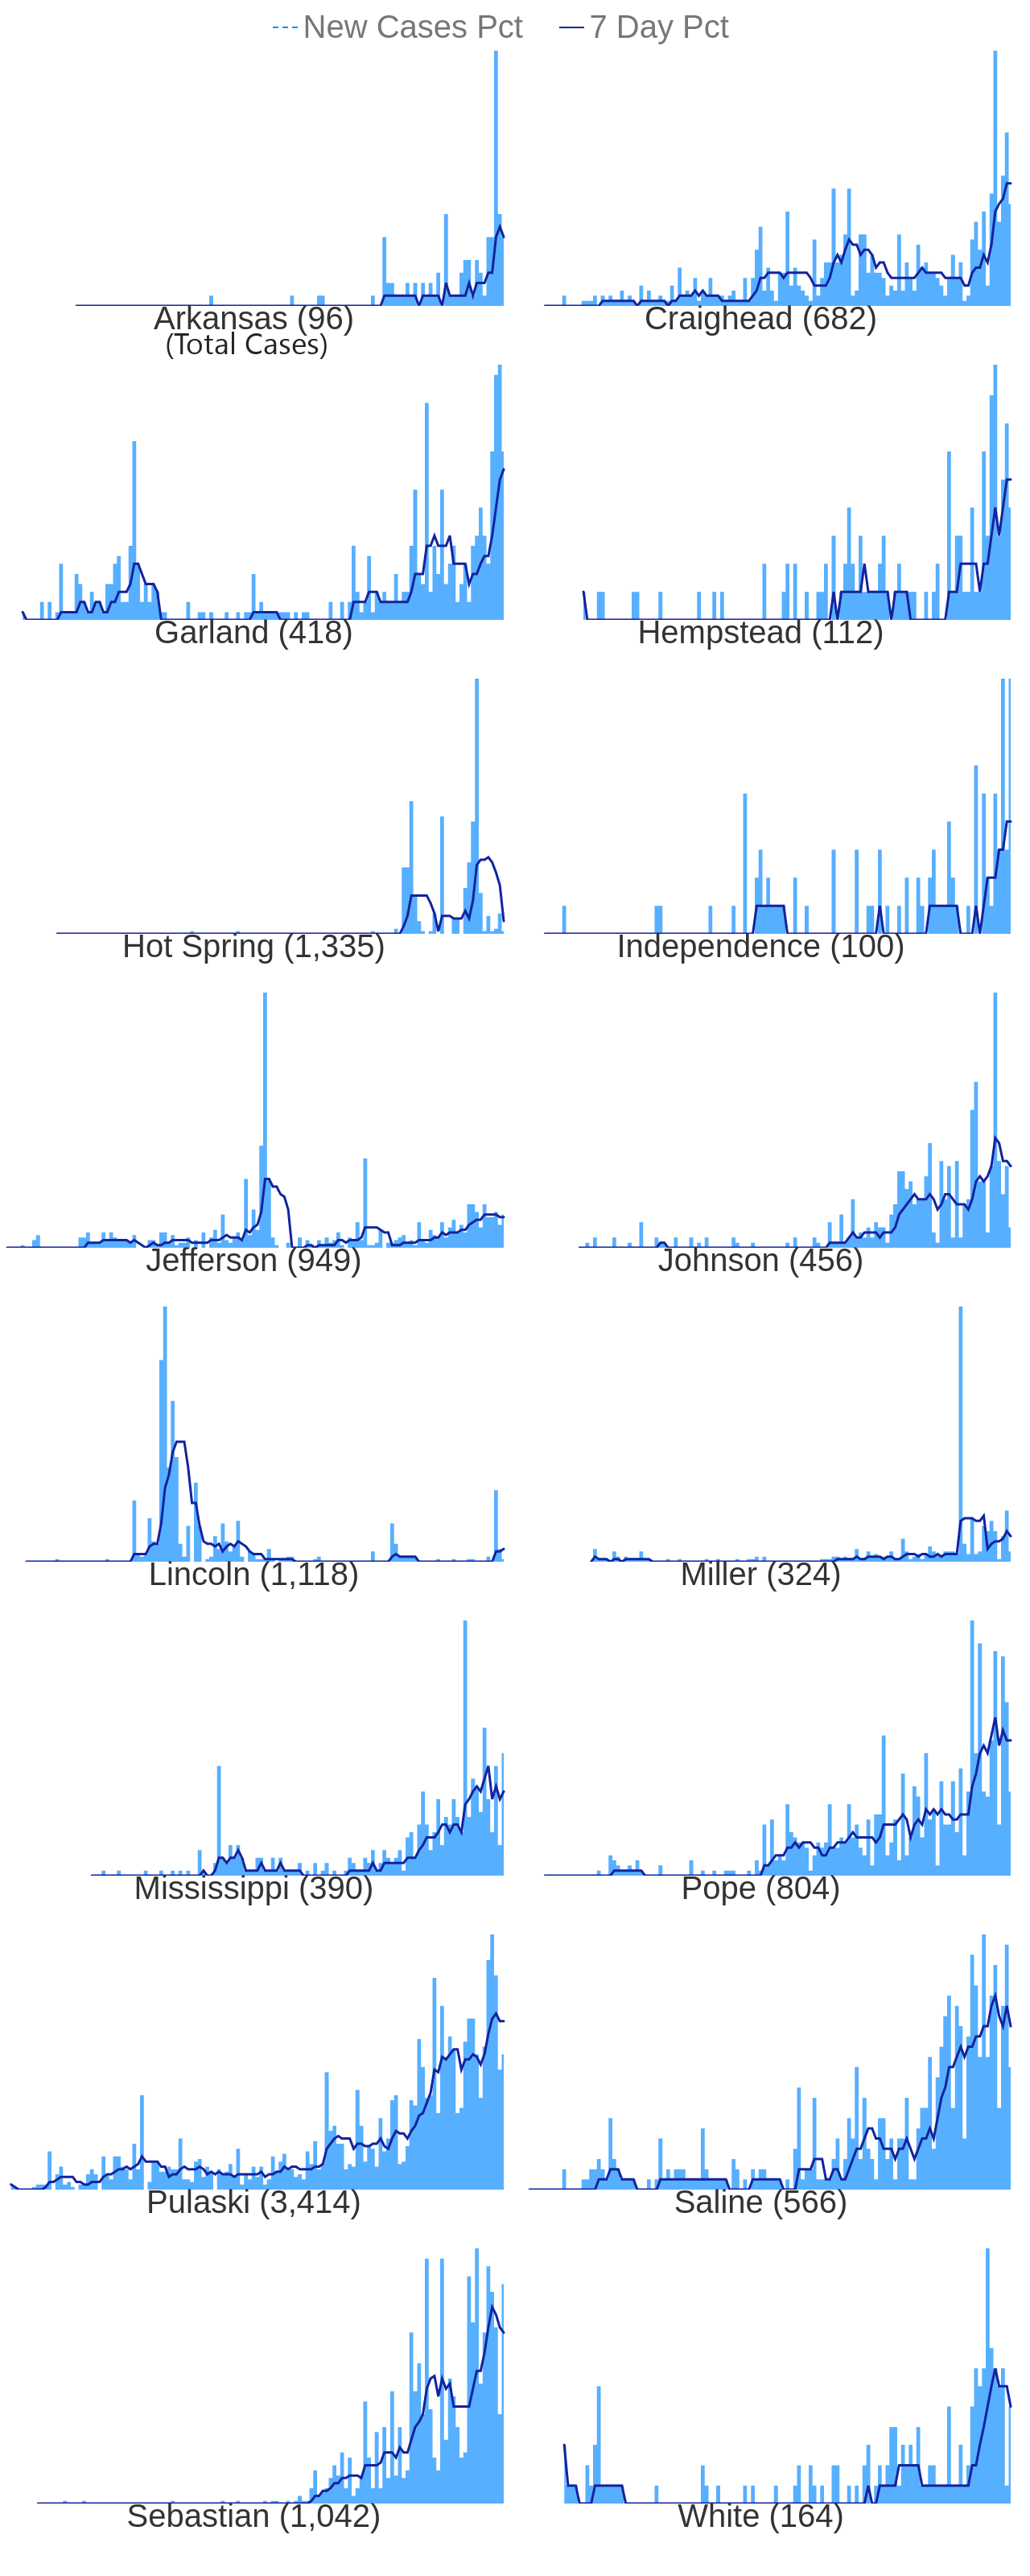 New Cases Pct 7 Day Pct
Arkansas (96) Craighead (682)
(Total Cases)
Garland (418) Hempstead (112)
Hot Spring (1,335) Independence (100)
Jefferson (949) Johnson (456)
Lincoln (1,118) Miller (324)
Mississippi (390) Pope (804)
Pulaski (3,414) Saline (566)
Sebastian (1,042) White (164)